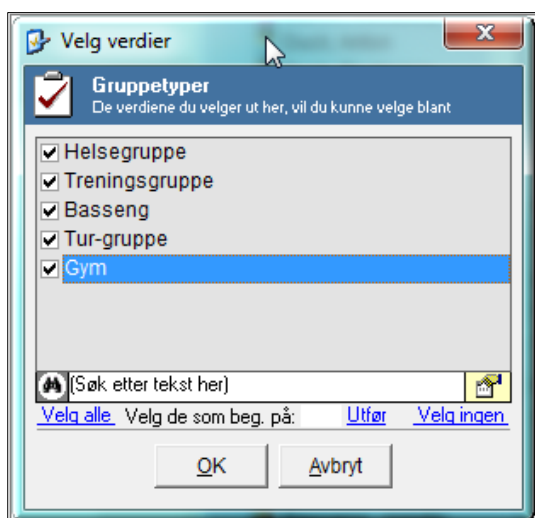 Velg verdier
x
Gruppetyper
De verdiene du velger ut her, vil du kunne velge blant
Helsegruppe
Treningsgruppe
Basseng
Tur-gruppe
Gym
(Søk etter tekst her)
Velg alle Velg de som beg. på: Utfør Velg ingen
OK Avbryt